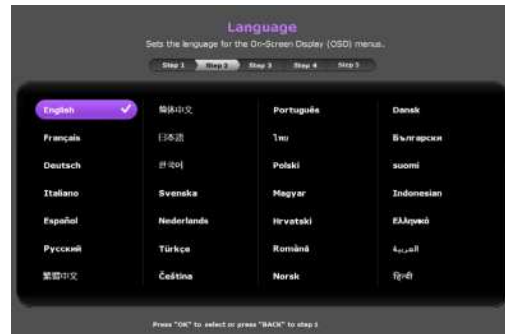 Language
Sets the language for the On-Screen Display (OSD) menus.
Step 1 Step 2 Step 3 Step 4 Step 5
English 簡体中文 Português Dansk
Français 日本語 ไทย Български
Deutsch 한국어 Polski suomi
Italiano Svenska Magyar Indonesian
Español Nederlands Hrvatski Ελληνικά
Русский Türkçe Română العربية
繁體中文 Čeština Norsk हिन्दी
Press "OK" to select or press "BACK" to step 1